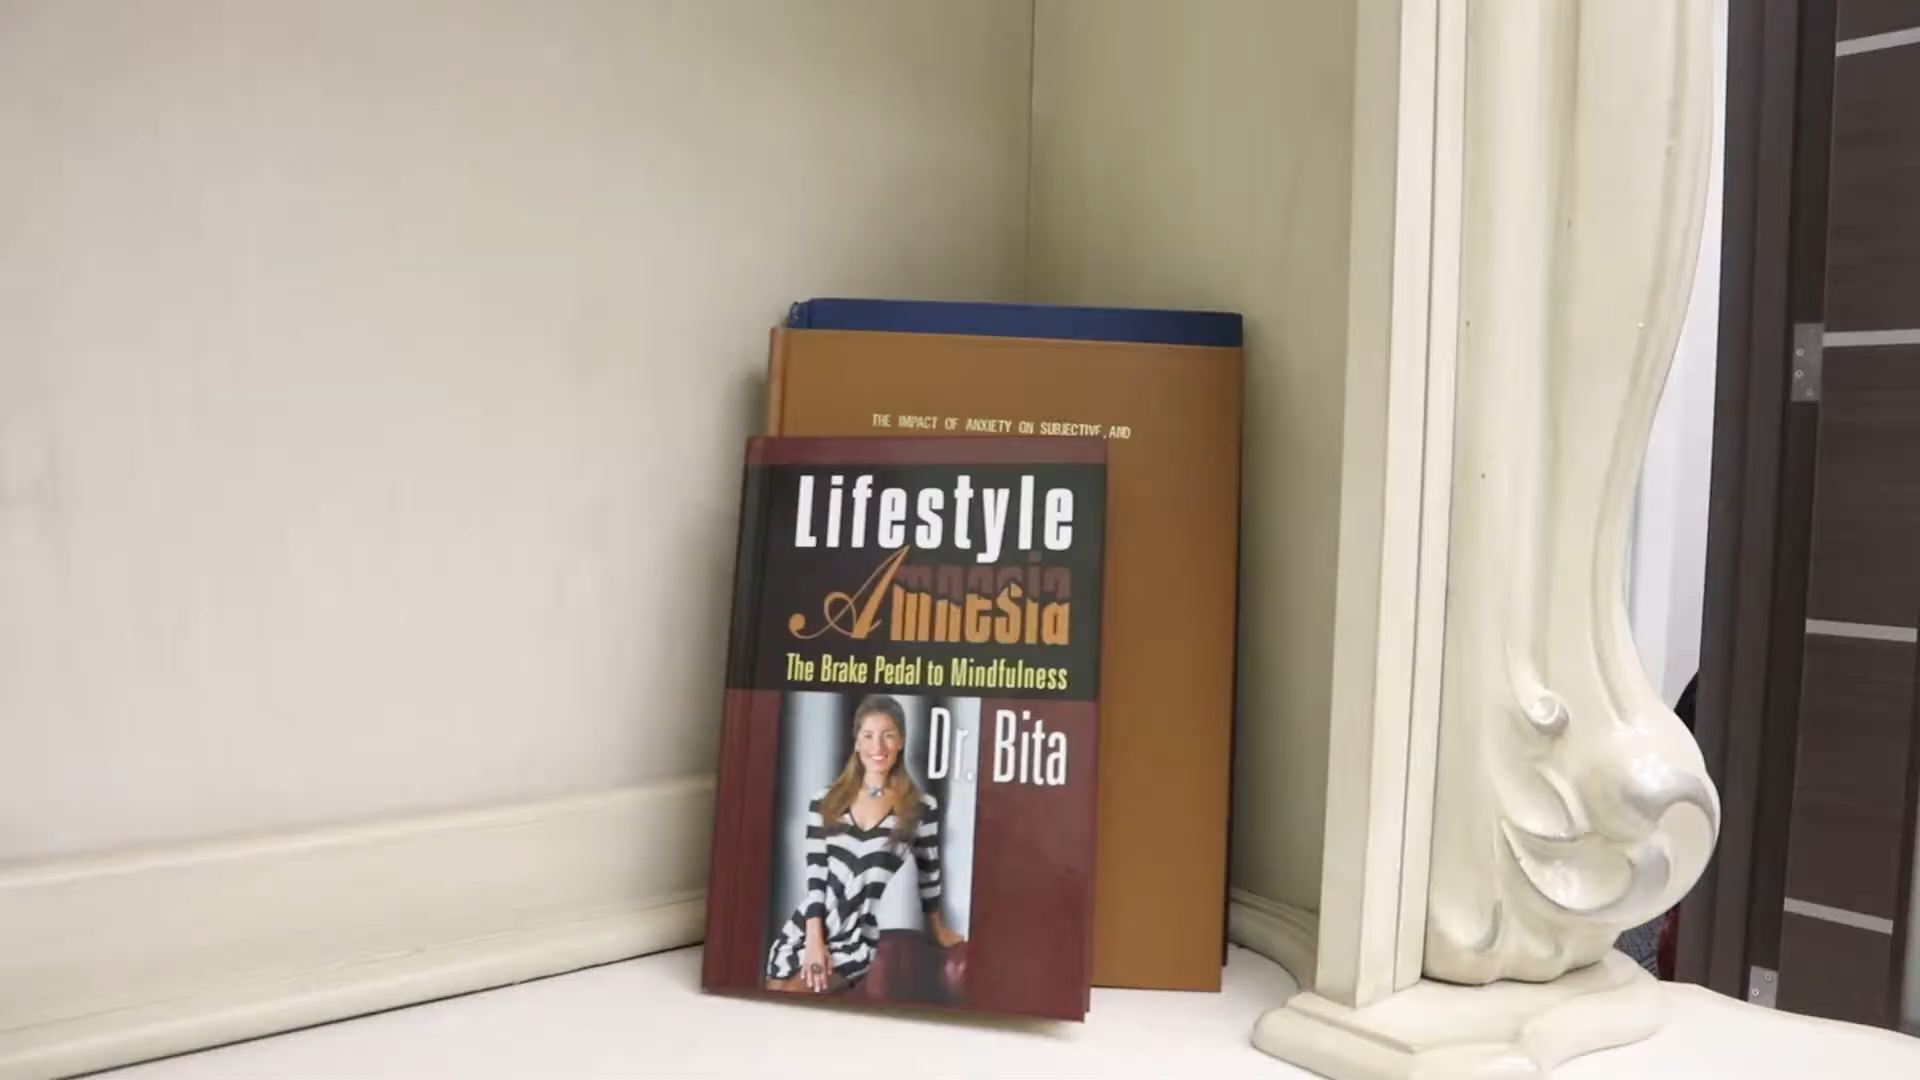 THE IMPACT OF ANXIETY ON SUBJECTIVE, AND
Lifestyle
Amnesia
The Brake Pedal to Mindfulness
Dr. Bita